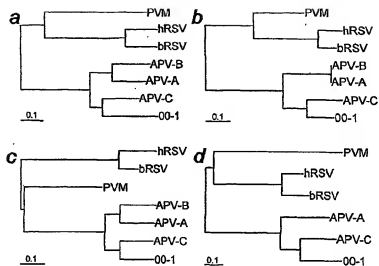 a
PVM
hRSV
bRSV
APV-B
APV-A
APV-C
00-1
0.1
b
PVM
hRSV
bRSV
APV-B
APV-A
APV-C
00-1
0.1
c
hRSV
bRSV
PVM
APV-B
APV-A
APV-C
00-1
0.1
d
PVM
hRSV
bRSV
APV-A
APV-C
00-1
0.1